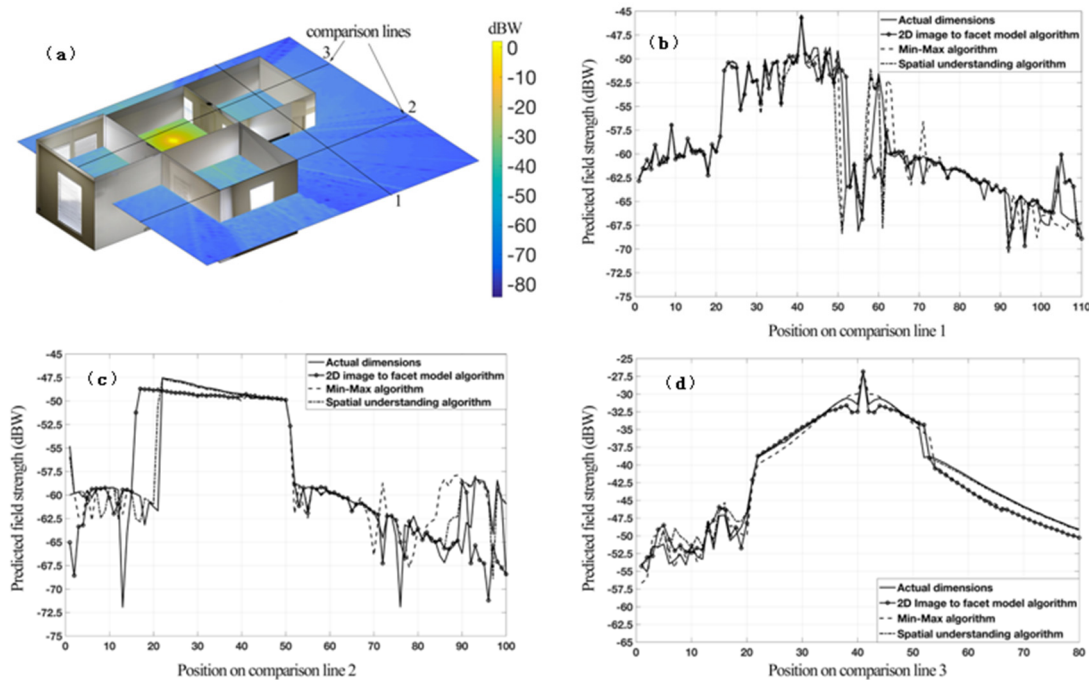 (a)
comparison lines
3
2
1
dBW
0
-10
-20
-30
-40
-50
-60
-70
-80
(b)
Actual dimensions
2D image to facet model algorithm
Min-Max algorithm
Spatial understanding algorithm
Predicted field strength (dBW)
-45
-47.5
-50
-52.5
-55
-57.5
-60
-62.5
-65
-67.5
-70
-72.5
-75
0 10 20 30 40 50 60 70 80 90 100 110
Position on comparison line 1
(c)
Actual dimensions
2D image to facet model algorithm
Min-Max algorithm
Spatial understanding algorithm
Predicted field strength (dBW)
-45
-47.5
-50
-52.5
-55
-57.5
-60
-62.5
-65
-67.5
-70
-72.5
-75
0 10 20 30 40 50 60 70 80 90 100
Position on comparison line 2
(d)
Predicted field strength (dBW)
-25
-27.5
-30
-32.5
-35
-37.5
-40
-42.5
-45
-47.5
-50
-52.5
-55
-57.5
-60
-62.5
-65
Actual dimensions
2D Image to facet model algorithm
Min-Max algorithm
Spatial understanding algorithm
0 10 20 30 40 50 60 70 80
Position on comparison line 3